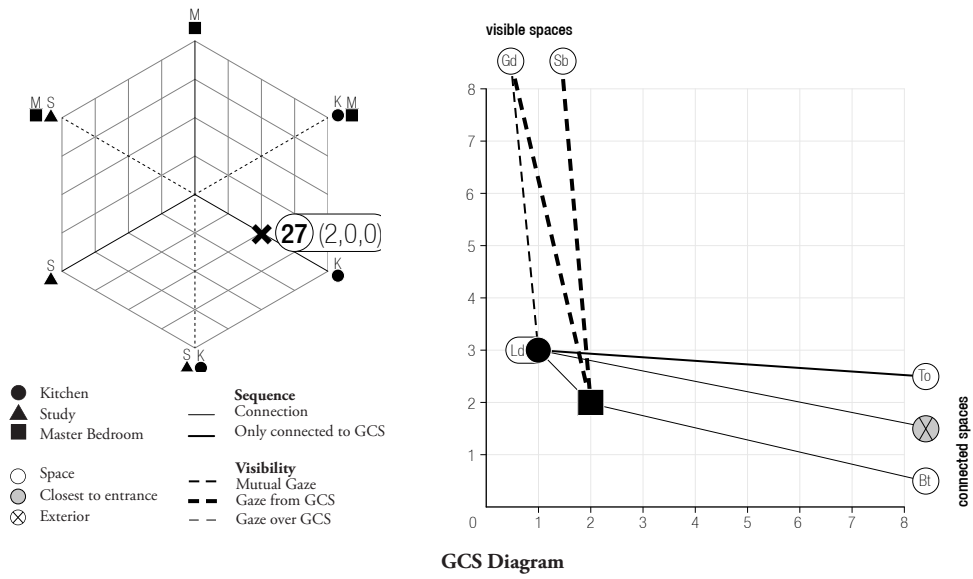 M
M S
K M
27 (2,0,0)
S
K
S K
Kitchen
Study
Master Bedroom
Space
Closest to entrance
Exterior
Sequence
Connection
Only connected to GCS
Visibility
Mutual Gaze
Gaze from GCS
Gaze over GCS
visible spaces
Gd Sb
8
7
6
5
4
3
2
1
0 1 2 3 4 5 6 7 8
Ld
To
Bt
connected spaces
GCS Diagram